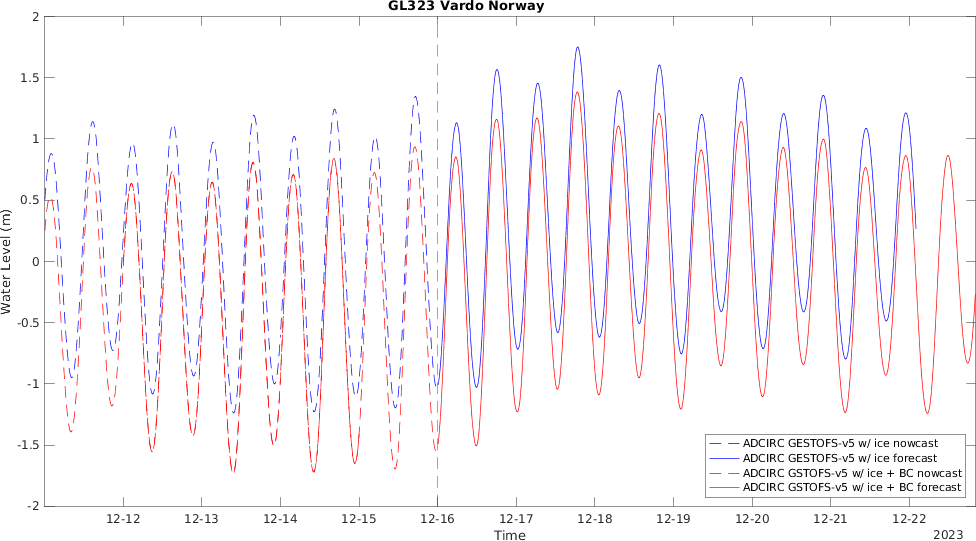 GL323 Vardo Norway
2
1.5
1
0.5
0
-0.5
-1
-1.5
-2
Water Level (m)
ADCIRC GESTOFS-v5 w/ ice nowcast
ADCIRC GESTOFS-v5 w/ ice forecast
ADCIRC GSTOFS-v5 w/ ice + BC nowcast
ADCIRC GSTOFS-v5 w/ ice + BC forecast
12-12 12-13 12-14 12-15 12-16 12-17 12-18 12-19 12-20 12-21 12-22
Time
2023